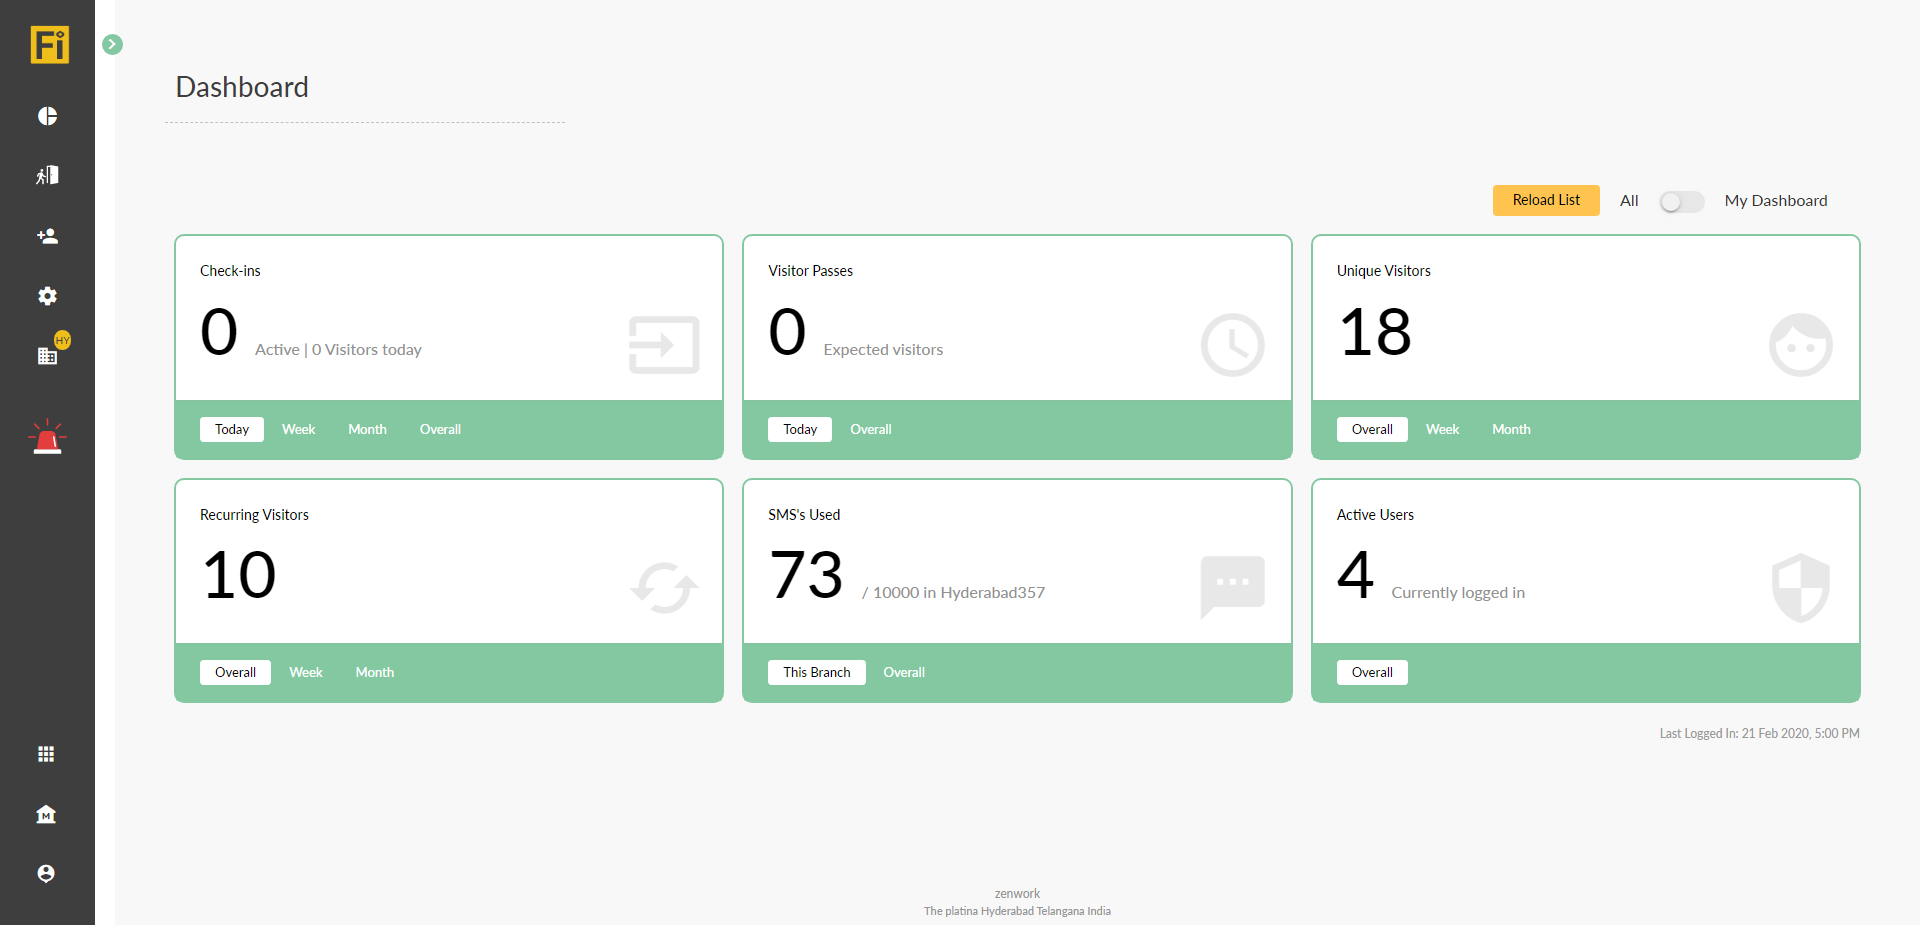 Fi
HY
M
Dashboard
Reload List All My Dashboard
Check-ins
0 Active | 0 Visitors today
Today Week Month Overall
Visitor Passes
0 Expected visitors
Today Overall
Unique Visitors
18
Overall Week Month
Recurring Visitors
10
Overall Week Month
SMS's Used
73 / 10000 in Hyderabad357
This Branch Overall
Active Users
4 Currently logged in
Overall
Last Logged In: 21 Feb 2020, 5:00 PM
zenwork
The platina Hyderabad Telangana India